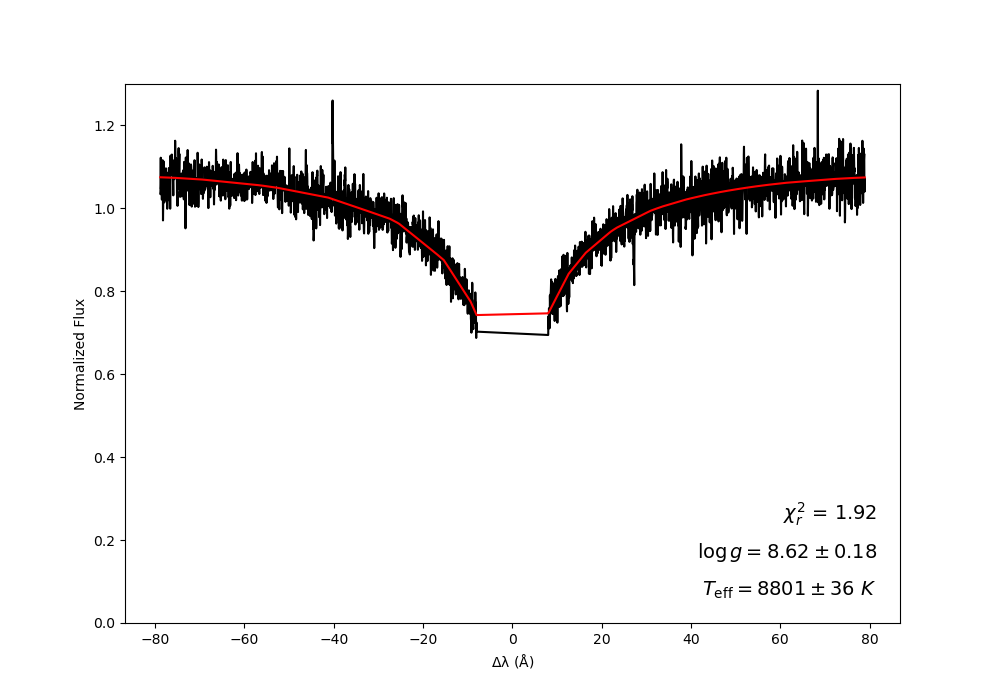 1.2
1.0
0.8
0.6
0.4
0.2
0.0
Normalized Flux
χ²ᵣ = 1.92
log g = 8.62 ± 0.18
T_eff = 8801 ± 36 K
−80 −60 −40 −20 0 20 40 60 80
Δλ (Å)